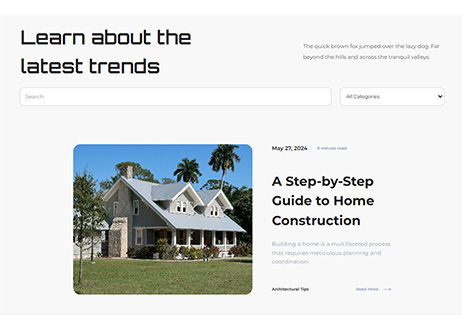 Learn about the
latest trends
The quick brown fox jumped over the lazy dog. Far
beyond the hills and across the tranquil valleys.
Search
All Categories
May 27, 2024
8 minute read
A Step-by-Step
Guide to Home
Construction
Building a home is a multifaceted process
that requires meticulous planning and
coordination.
Architectural Tips
Read More